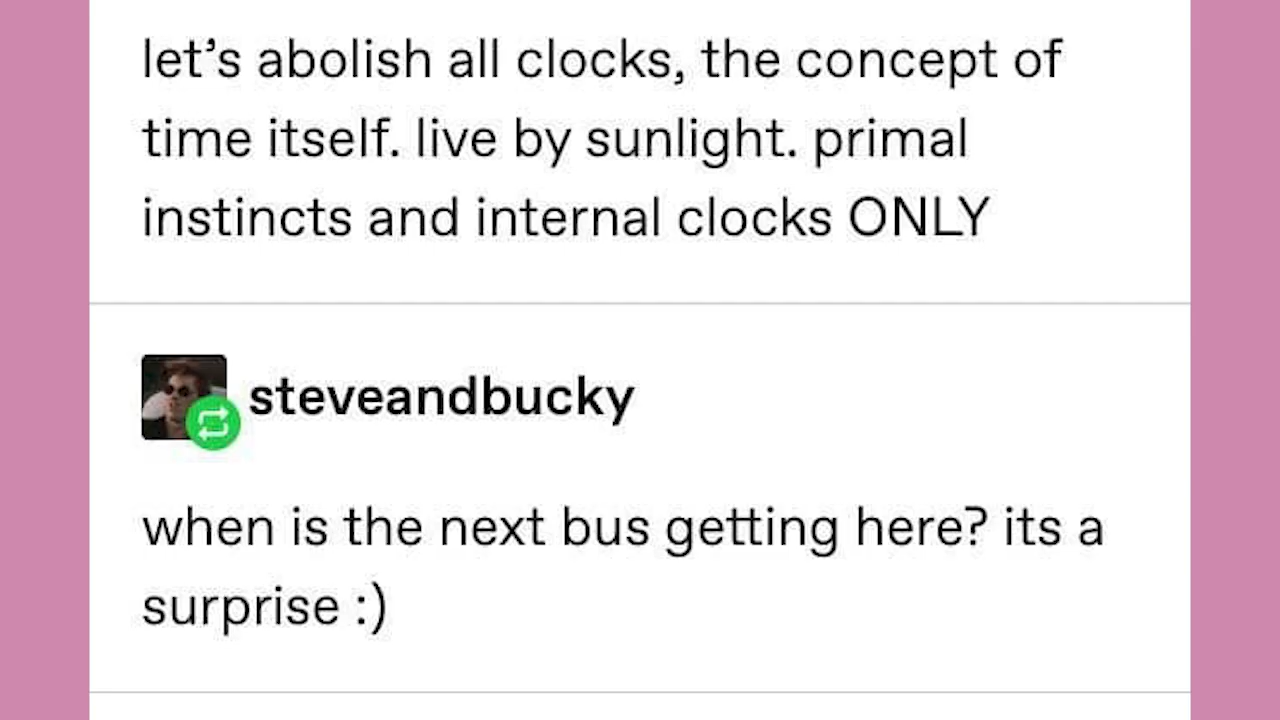 let’s abolish all clocks, the concept of
time itself. live by sunlight. primal
instincts and internal clocks ONLY
steveandbucky
when is the next bus getting here? its a
surprise :)